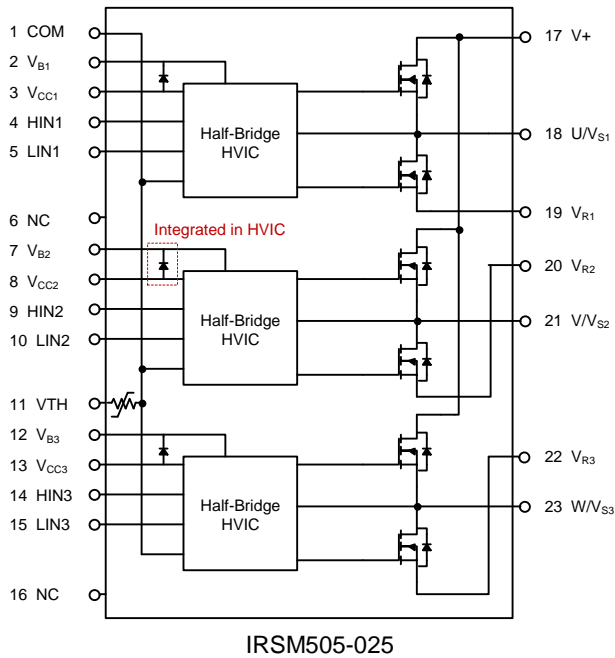 1 COM
2 VB1
3 VCC1
4 HIN1
5 LIN1
6 NC
7 VB2
8 VCC2
9 HIN2
10 LIN2
11 VTH
12 VB3
13 VCC3
14 HIN3
15 LIN3
16 NC
Half-Bridge
HVIC
Integrated in HVIC
Half-Bridge
HVIC
Half-Bridge
HVIC
17 V+
18 U/VS1
19 VR1
20 VR2
21 V/VS2
22 VR3
23 W/VS3
IRSM505-025